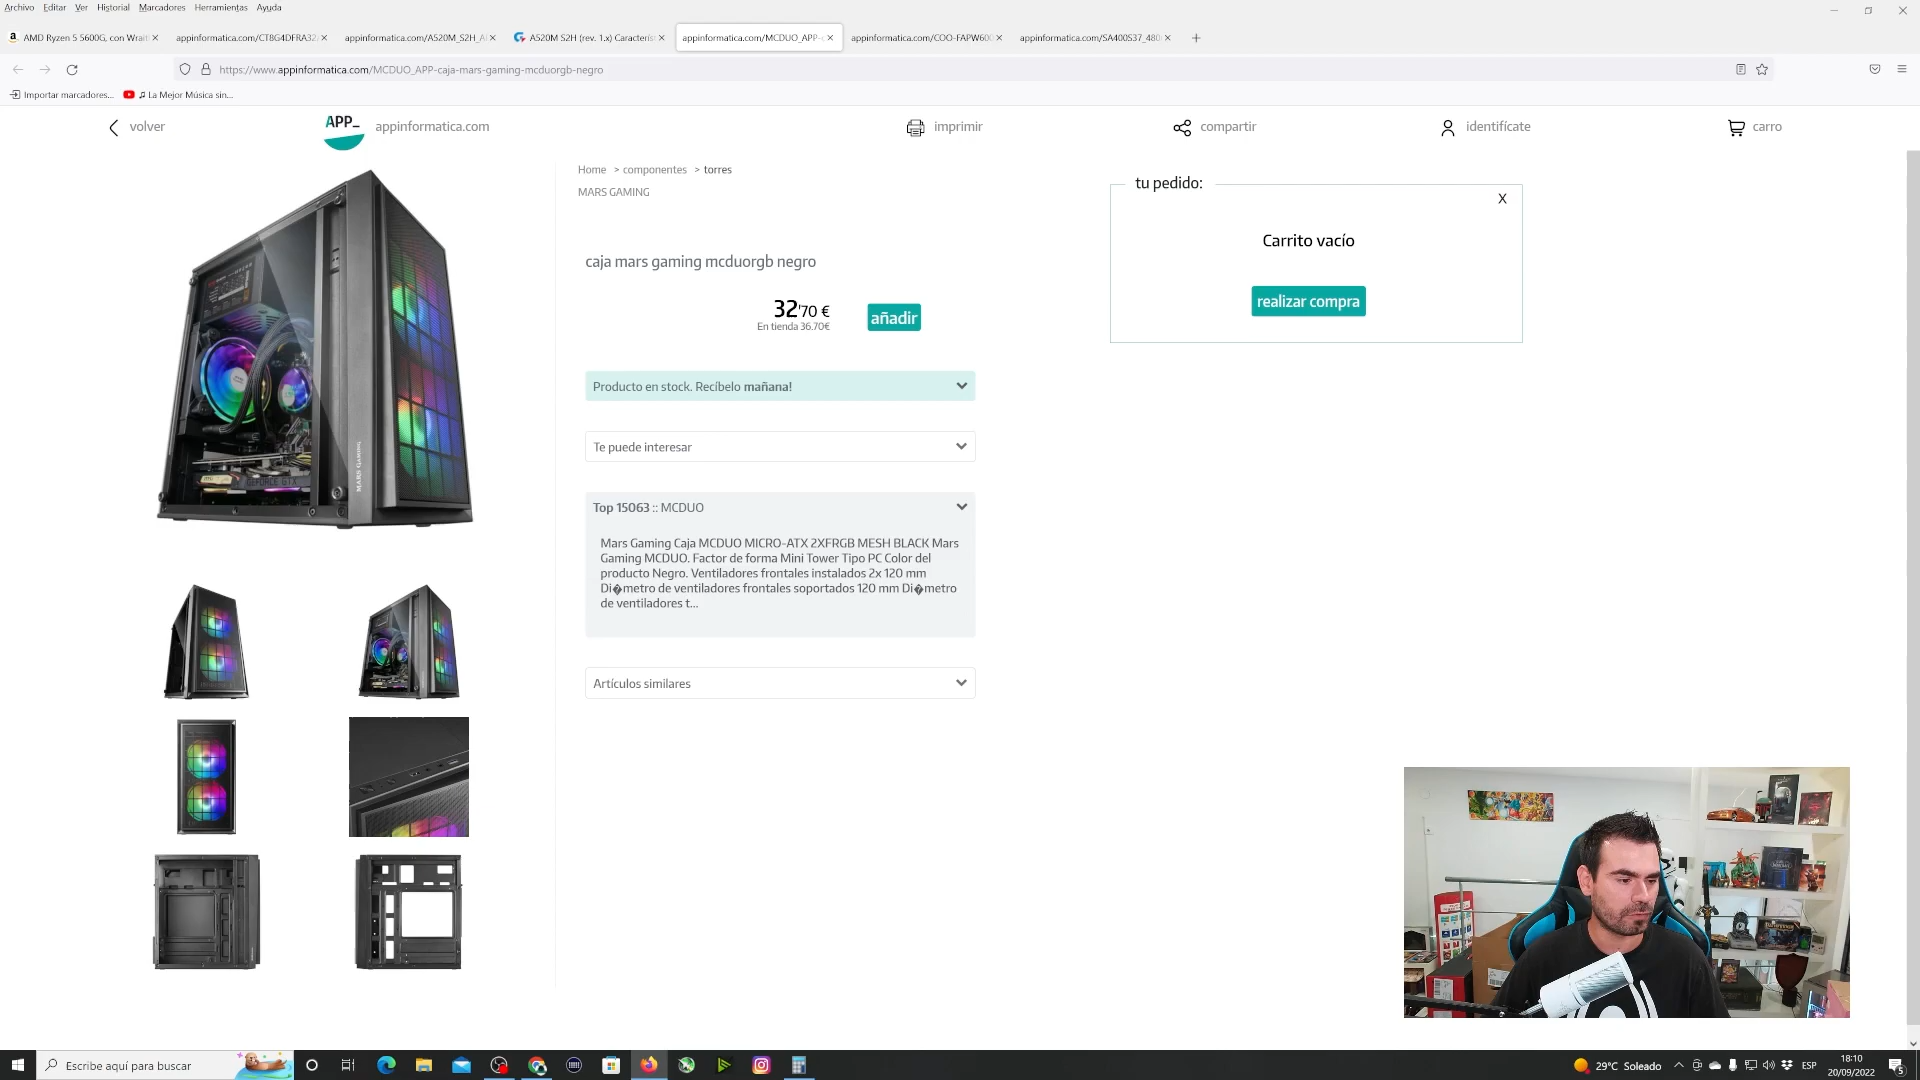 Archivo Editar Ver Historial Marcadores Herramientas Ayuda
AMD Ryzen 5 5600G, con Wrait
appinformatica.com/CT8G4DFRA32
appinformatica.com/A520M_S2H_A
A520M S2H (rev. 1.x) Caracterís
appinformatica.com/MCDUO_APP-c
appinformatica.com/COO-FAPW600
appinformatica.com/SA400S37_480
https://www.appinformatica.com/MCDUO_APP-caja-mars-gaming-mcduorgb-negro
Importar marcadores...
♫ La Mejor Música sin...
volver
APP_
appinformatica.com
imprimir
compartir
identifícate
carro
Home > componentes > torres
MARS GAMING
tu pedido:
X
Carrito vacío
realizar compra
caja mars gaming mcduorgb negro
32'70 €
En tienda 36.70€
añadir
Producto en stock. Recíbelo mañana!
Te puede interesar
Top 15063 :: MCDUO
Mars Gaming Caja MCDUO MICRO-ATX 2XFRGB MESH BLACK Mars
Gaming MCDUO. Factor de forma Mini Tower Tipo PC Color del
producto Negro. Ventiladores frontales instalados 2x 120 mm
Di�metro de ventiladores frontales soportados 120 mm Di�metro
de ventiladores t...
Artículos similares
MARS GAMING
GEFORCE GTX
Escribe aquí para buscar
29°C Soleado
ESP
18:10
20/09/2022
5